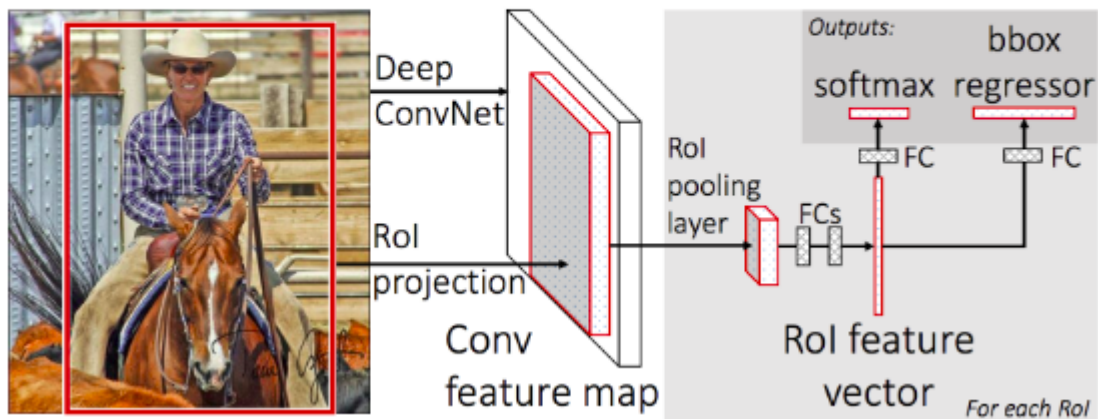 Deep
ConvNet
RoI
projection
Conv
feature map
RoI
pooling
layer
FCs
RoI feature
vector
For each RoI
Outputs:
softmax
bbox
regressor
FC
FC